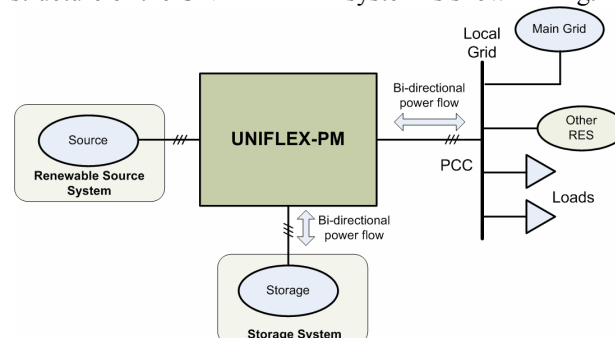 Local
Grid
Main Grid
Bi-directional
power flow
Source
UNIFLEX-PM
Other
RES
Renewable Source
System
PCC
Loads
Bi-directional
power flow
Storage
Storage System